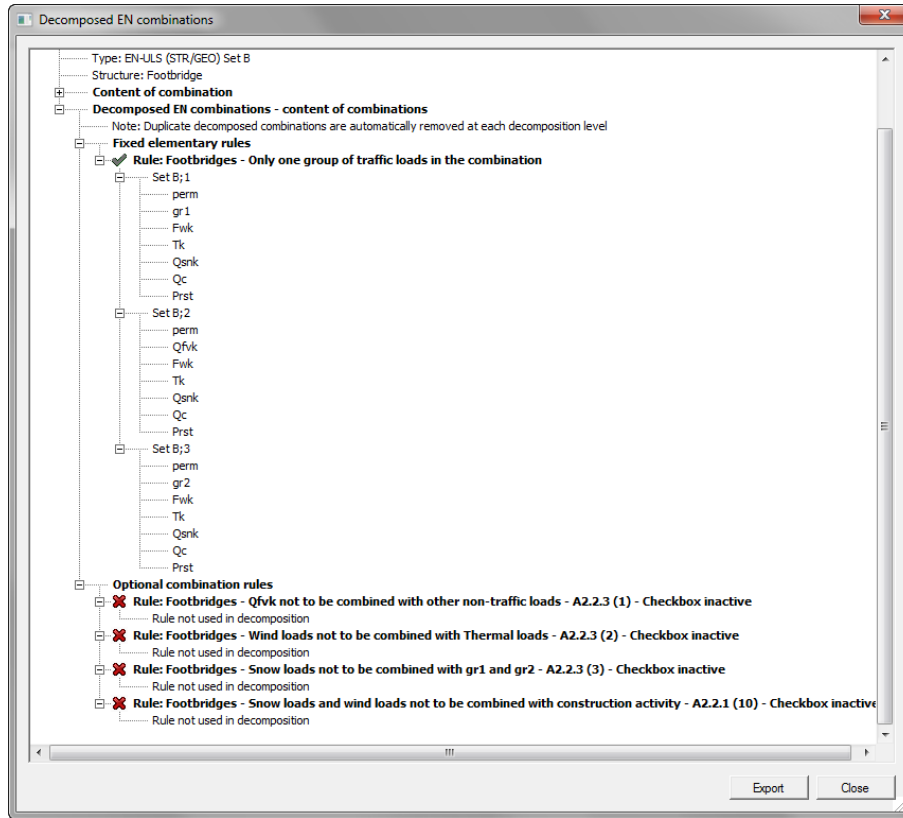 Decomposed EN combinations
Type: EN-ULS (STR/GEO) Set B
Structure: Footbridge
Content of combination
Decomposed EN combinations - content of combinations
Note: Duplicate decomposed combinations are automatically removed at each decomposition level
Fixed elementary rules
Rule: Footbridges - Only one group of traffic loads in the combination
Set B;1
perm
gr1
Fwk
Tk
Qsnk
Qc
Prst
Set B;2
perm
Qfvk
Fwk
Tk
Qsnk
Qc
Prst
Set B;3
perm
gr2
Fwk
Tk
Qsnk
Qc
Prst
Optional combination rules
Rule: Footbridges - Qfvk not to be combined with other non-traffic loads - A2.2.3 (1) - Checkbox inactive
Rule not used in decomposition
Rule: Footbridges - Wind loads not to be combined with Thermal loads - A2.2.3 (2) - Checkbox inactive
Rule not used in decomposition
Rule: Footbridges - Snow loads not to be combined with gr1 and gr2 - A2.2.3 (3) - Checkbox inactive
Rule not used in decomposition
Rule: Footbridges - Snow loads and wind loads not to be combined with construction activity - A2.2.1 (10) - Checkbox inactive
Rule not used in decomposition
Export
Close